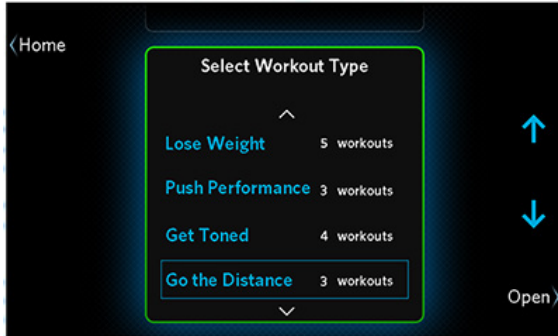 Home
Select Workout Type
Lose Weight 5 workouts
Push Performance 3 workouts
Get Toned 4 workouts
Go the Distance 3 workouts
Open